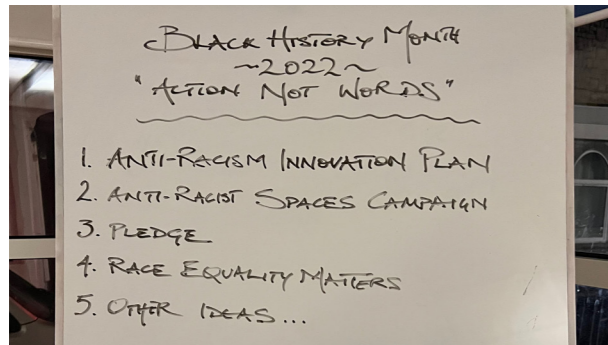 BLACK HISTORY MONTH
~2022~
"ACTION NOT WORDS"
1. ANTI-RACISM INNOVATION PLAN
2. ANTI-RACIST SPACES CAMPAIGN
3. PLEDGE
4. RACE EQUALITY MATTERS
5. OTHER IDEAS...